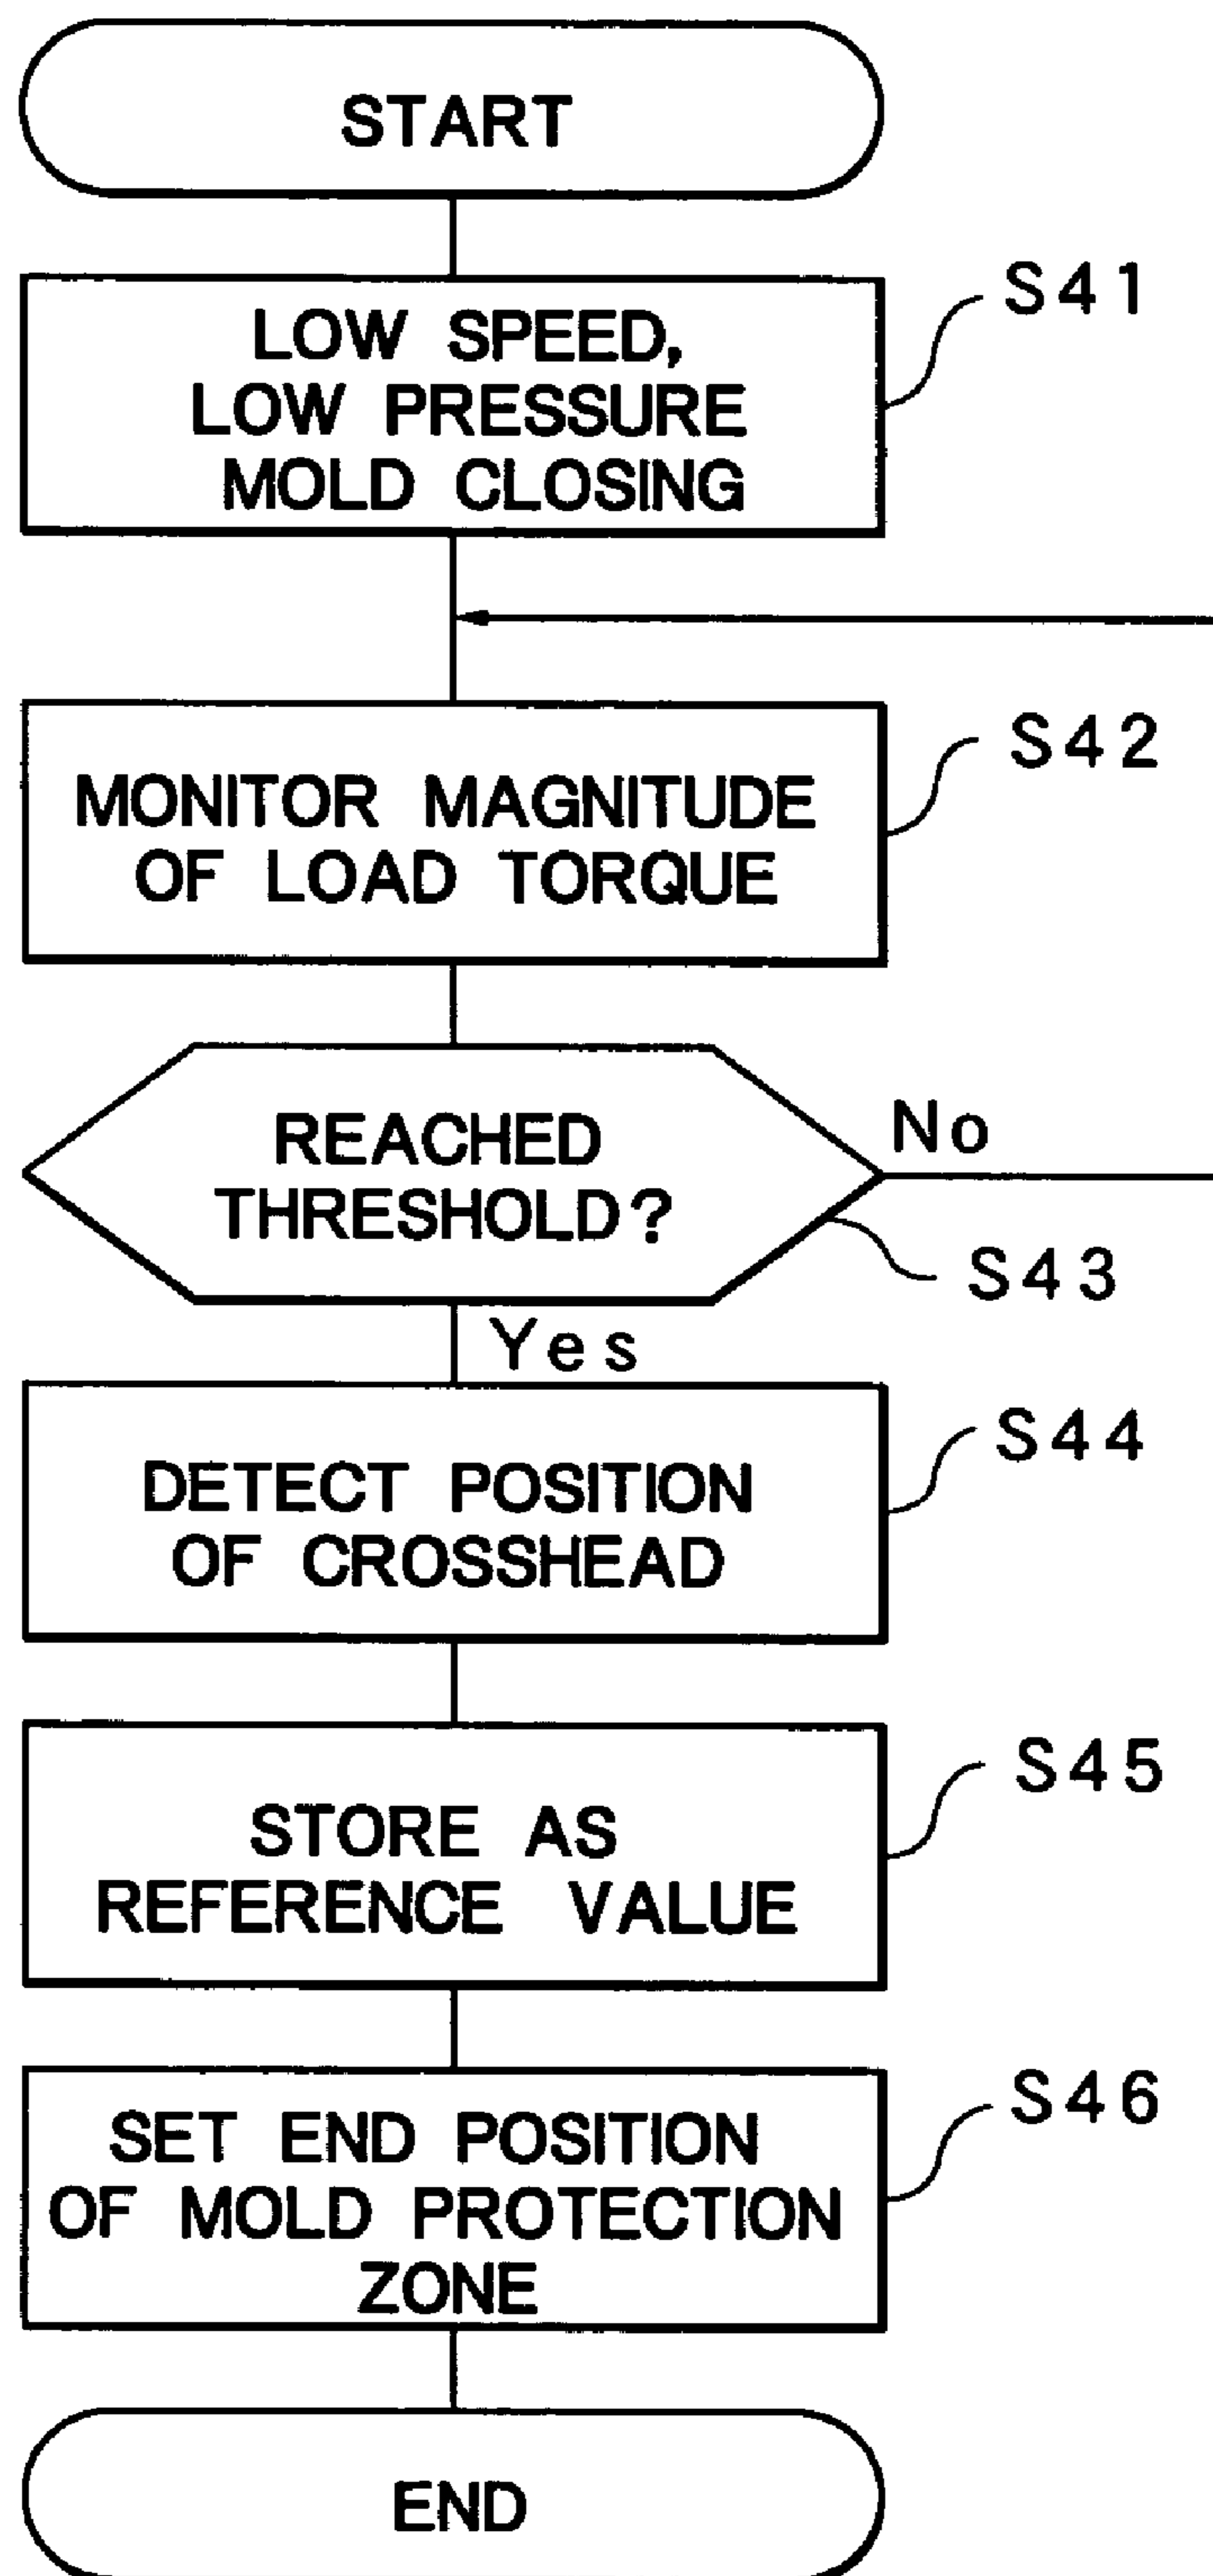 START
S41
LOW SPEED,
LOW PRESSURE
MOLD CLOSING
S42
MONITOR MAGNITUDE
OF LOAD TORQUE
REACHED
THRESHOLD?
No
S43
Yes
S44
DETECT POSITION
OF CROSSHEAD
S45
STORE AS
REFERENCE VALUE
S46
SET END POSITION
OF MOLD PROTECTION
ZONE
END